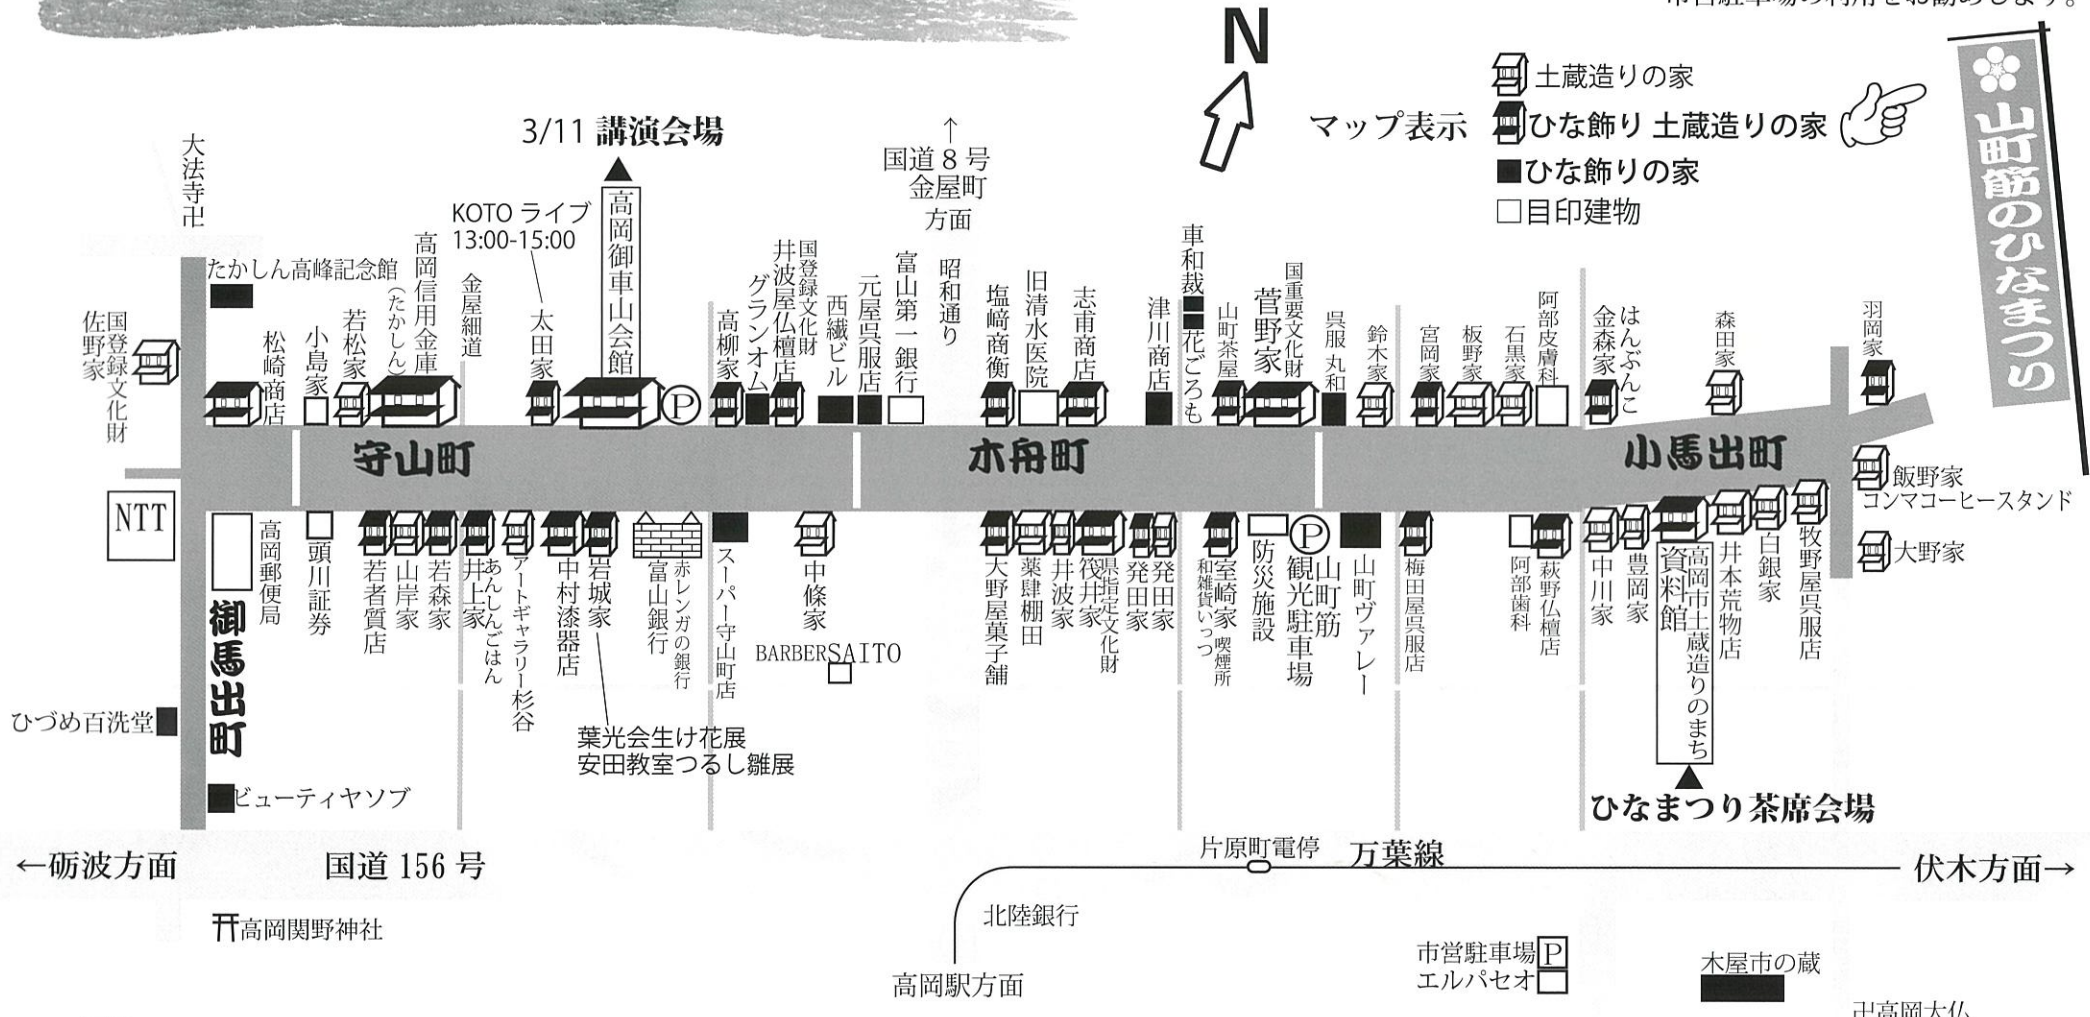 N
土蔵造りの家
マップ表示
ひな飾り 土蔵造りの家
ひな飾りの家
目印建物
山町筋のひなまつり
大法寺卍
3/11 講演会場
KOTO ライブ
13:00-15:00
高岡御車山会館
↑
国道8号
金屋町
方面
昭和通り
たかしん高峰記念館
国登録文化財
佐野家
松崎商店
小島家
若松家
高岡信用金庫
(たかしん)
金屋細道
太田家
P
高柳家
グランオム
国登録文化財
井波屋仏檀店
西繊ビル
元屋呉服店
富山第一銀行
塩崎商衡
旧清水医院
志甫商店
津川商店
車和裁
花ごろも
山町茶屋
国重要文化財
菅野家
呉服 丸和
鈴木家
宮岡家
板野家
石黒家
阿部皮膚科
はんぶんこ
金森家
森田家
羽岡家
守山町
木舟町
小馬出町
飯野家
コンマコーヒースタンド
大野家
NTT
高岡郵便局
御馬出町
頭川証券
若者質店
山岸家
若森家
井上家
あんしんごはん
アートギャラリー杉谷
中村漆器店
岩城家
赤レンガの銀行
富山銀行
スーパー守山町店
中條家
BARBERSAITO
大野屋菓子舗
薬肆棚田
井波家
県指定文化財
筏井家
発田家
発田家
室崎家
和雑貨いっつ
喫煙所
防災施設
P
山町筋
観光駐車場
山町ヴァレー
梅田屋呉服店
阿部歯科
萩野仏檀店
中川家
豊岡家
高岡市土蔵造りのまち
資料館
井本荒物店
白銀家
牧野屋呉服店
ひづめ百洗堂
ビューティヤソブ
葉光会生け花展
安田教室つるし雛展
ひなまつり茶席会場
←砺波方面
国道156号
片原町電停
万葉線
伏木方面→
高岡関野神社
北陸銀行
高岡駅方面
市営駐車場P
エルパセオ
木屋市の蔵
卍高岡大仏